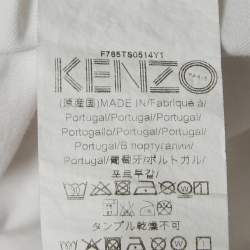 F765TS0514Y1
KENZO
PARIS
(原産国)MADE IN/Fabriqué à/
Portugal/Portugal/Portugal/
Portogallo/Portugal/Portugal
Portugal/В португалии/
Portugal/葡萄牙/ポルトガル/
포르투갈/
タンブル乾燥不可